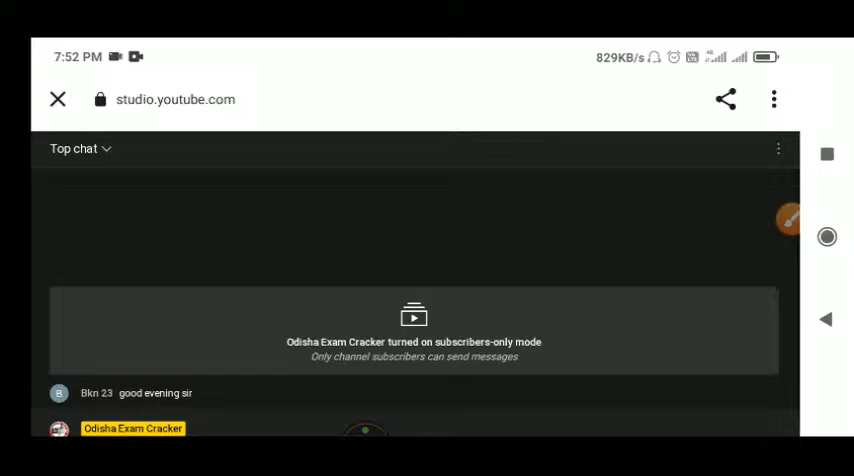 7:52 PM 829KB/s 4G
studio.youtube.com
Top chat
Odisha Exam Cracker turned on subscribers-only mode
Only channel subscribers can send messages
B Bkn 23 good evening sir
Odisha Exam Cracker